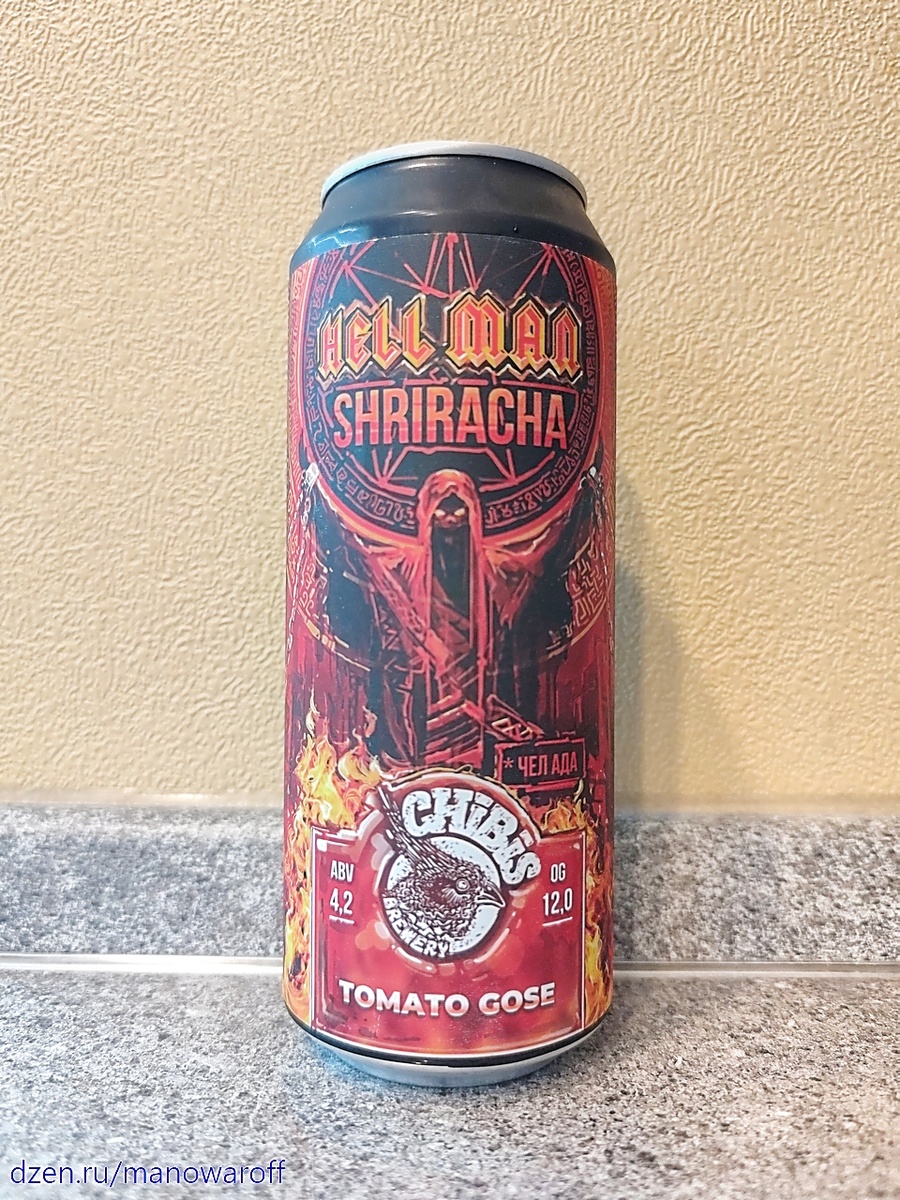 HELL MAN
SHRIRACHA
* ЧЕЛ АДА
CHIBIS
BREWERY
ABV
4,2
OG
12,0
TOMATO GOSE
dzen.ru/manowaroff